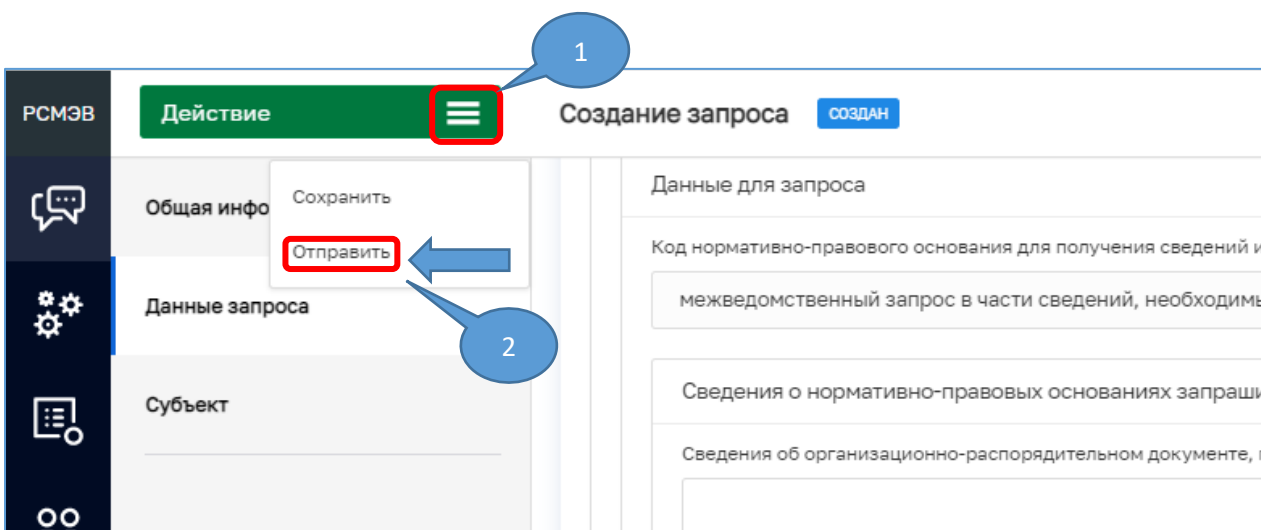 1
РСМЭВ
Действие
Создание запроса
СОЗДАН
Общая инфо
Сохранить
Отправить
Данные запроса
2
Субъект
Данные для запроса
Код нормативно-правового основания для получения сведений и
межведомственный запрос в части сведений, необходимы
Сведения о нормативно-правовых основаниях запраши
Сведения об организационно-распорядительном документе,